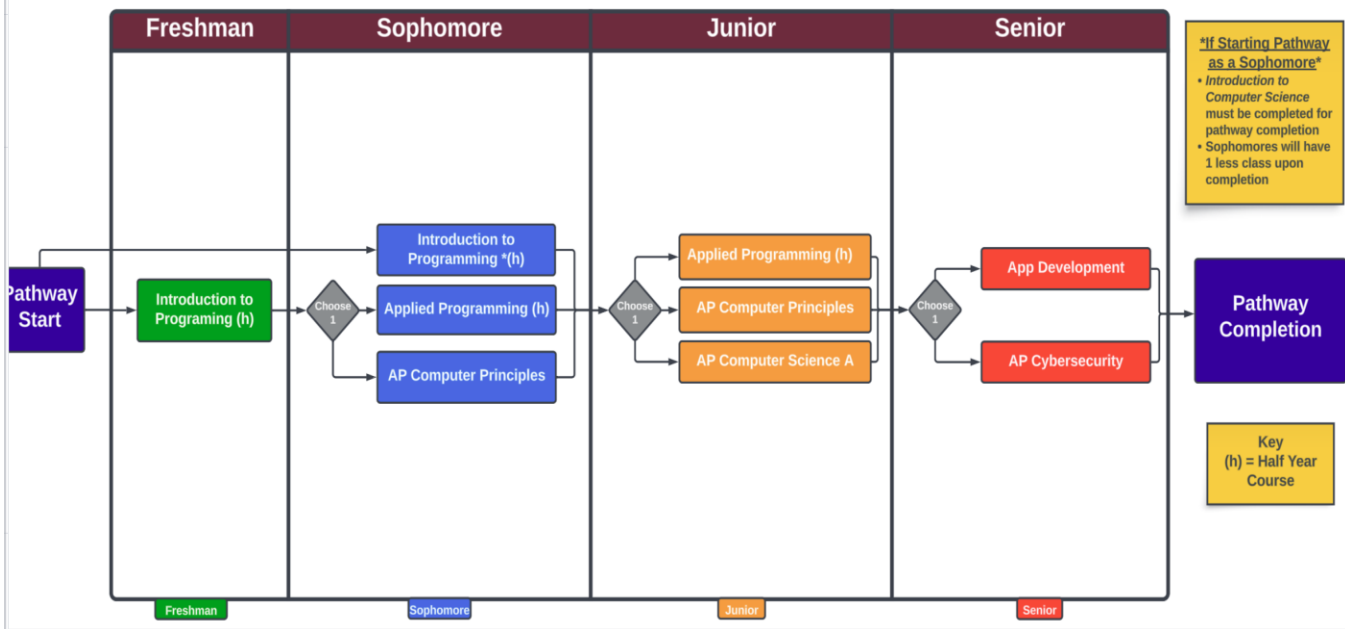 Freshman
Sophomore
Junior
Senior
*If Starting Pathway
as a Sophomore*
• Introduction to
Computer Science
must be completed for
pathway completion
• Sophomores will have
1 less class upon
completion
Pathway
Start
Introduction to
Programing (h)
Choose
1
Introduction to
Programming *(h)
Applied Programming (h)
AP Computer Principles
Choose
1
Applied Programming (h)
AP Computer Principles
AP Computer Science A
Choose
1
App Development
AP Cybersecurity
Pathway
Completion
Key
(h) = Half Year
Course
Freshman
Sophomore
Junior
Senior